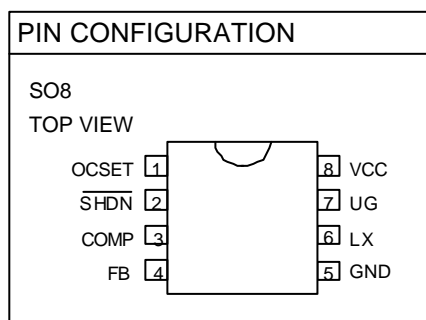 PIN CONFIGURATION
SO8
TOP VIEW
OCSET 1 8 VCC
SHDN 2 7 UG
COMP 3 6 LX
FB 4 5 GND